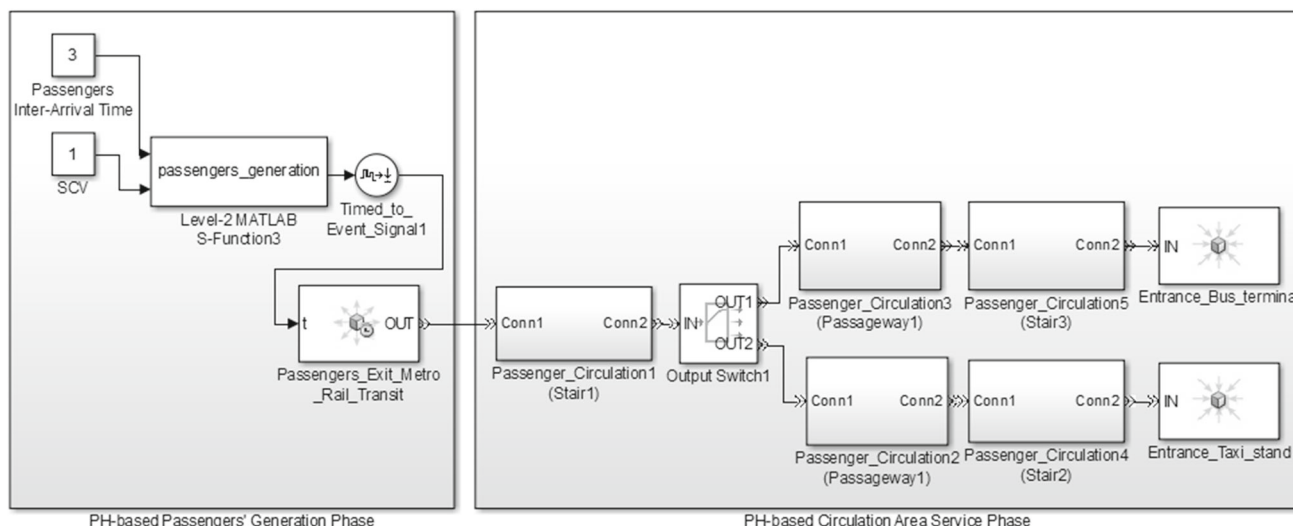 3
Passengers
Inter-Arrival Time
1
SCV
passengers_generation
Level-2 MATLAB
S-Function3
Timed_to_
Event_Signal1
t
OUT
Passengers_Exit_Metro
_Rail_Transit
PH-based Passengers' Generation Phase
Conn1
Conn2
Passenger_Circulation1
(Stair1)
IN
OUT1
OUT2
Output Switch1
Conn1
Conn2
Passenger_Circulation3
(Passageway1)
Conn1
Conn2
Passenger_Circulation5
(Stair3)
IN
Entrance_Bus_termina
Conn1
Conn2
Passenger_Circulation2
(Passageway1)
Conn1
Conn2
Passenger_Circulation4
(Stair2)
IN
Entrance_Taxi_stand
PH-based Circulation Area Service Phase